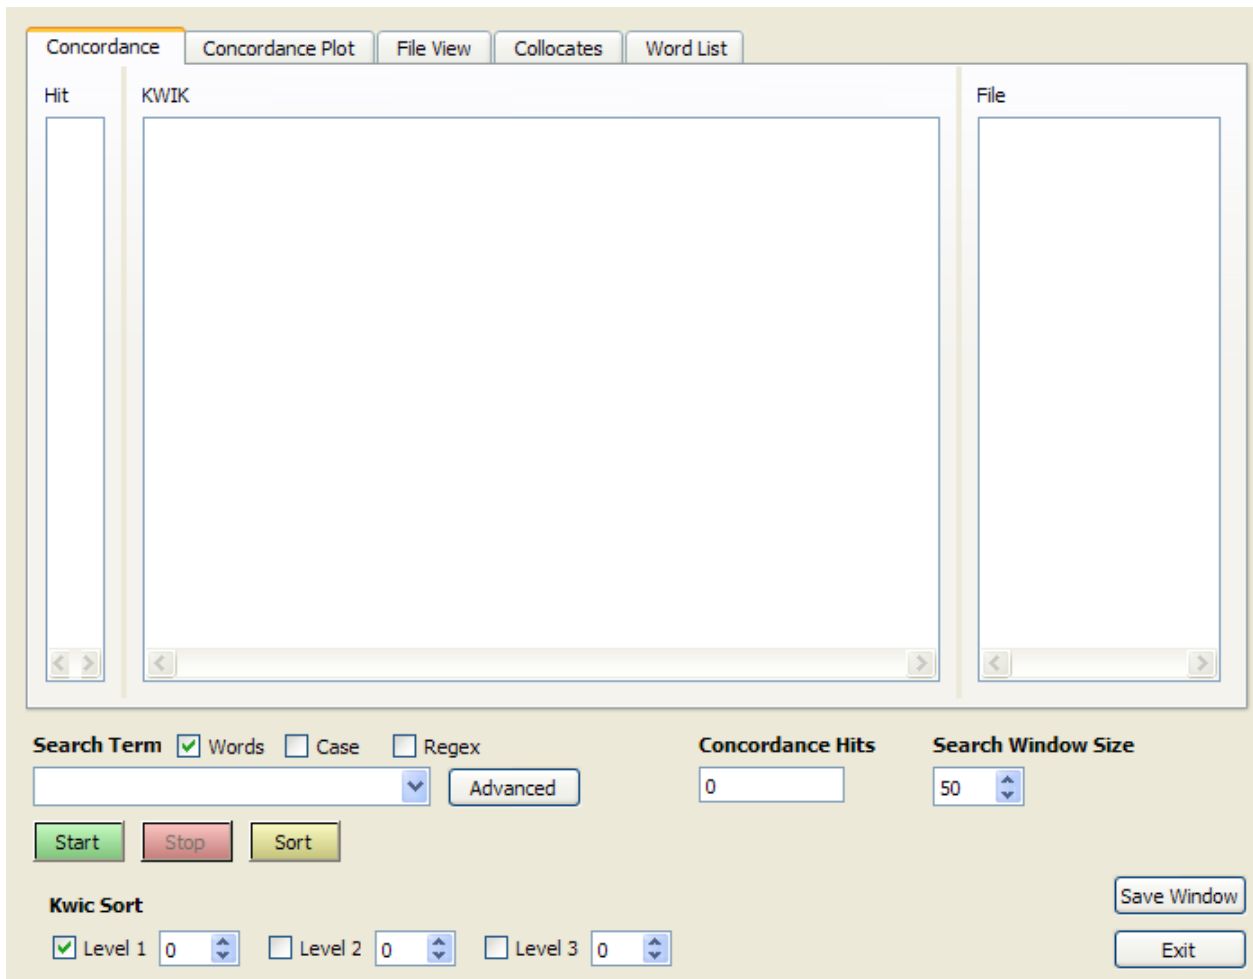 Concordance Concordance Plot File View Collocates Word List
Hit KWIK File
Search Term Words Case Regex Concordance Hits Search Window Size
Advanced 0 50
Start Stop Sort
Save Window
Kwic Sort
Level 1 0 Level 2 0 Level 3 0 Exit